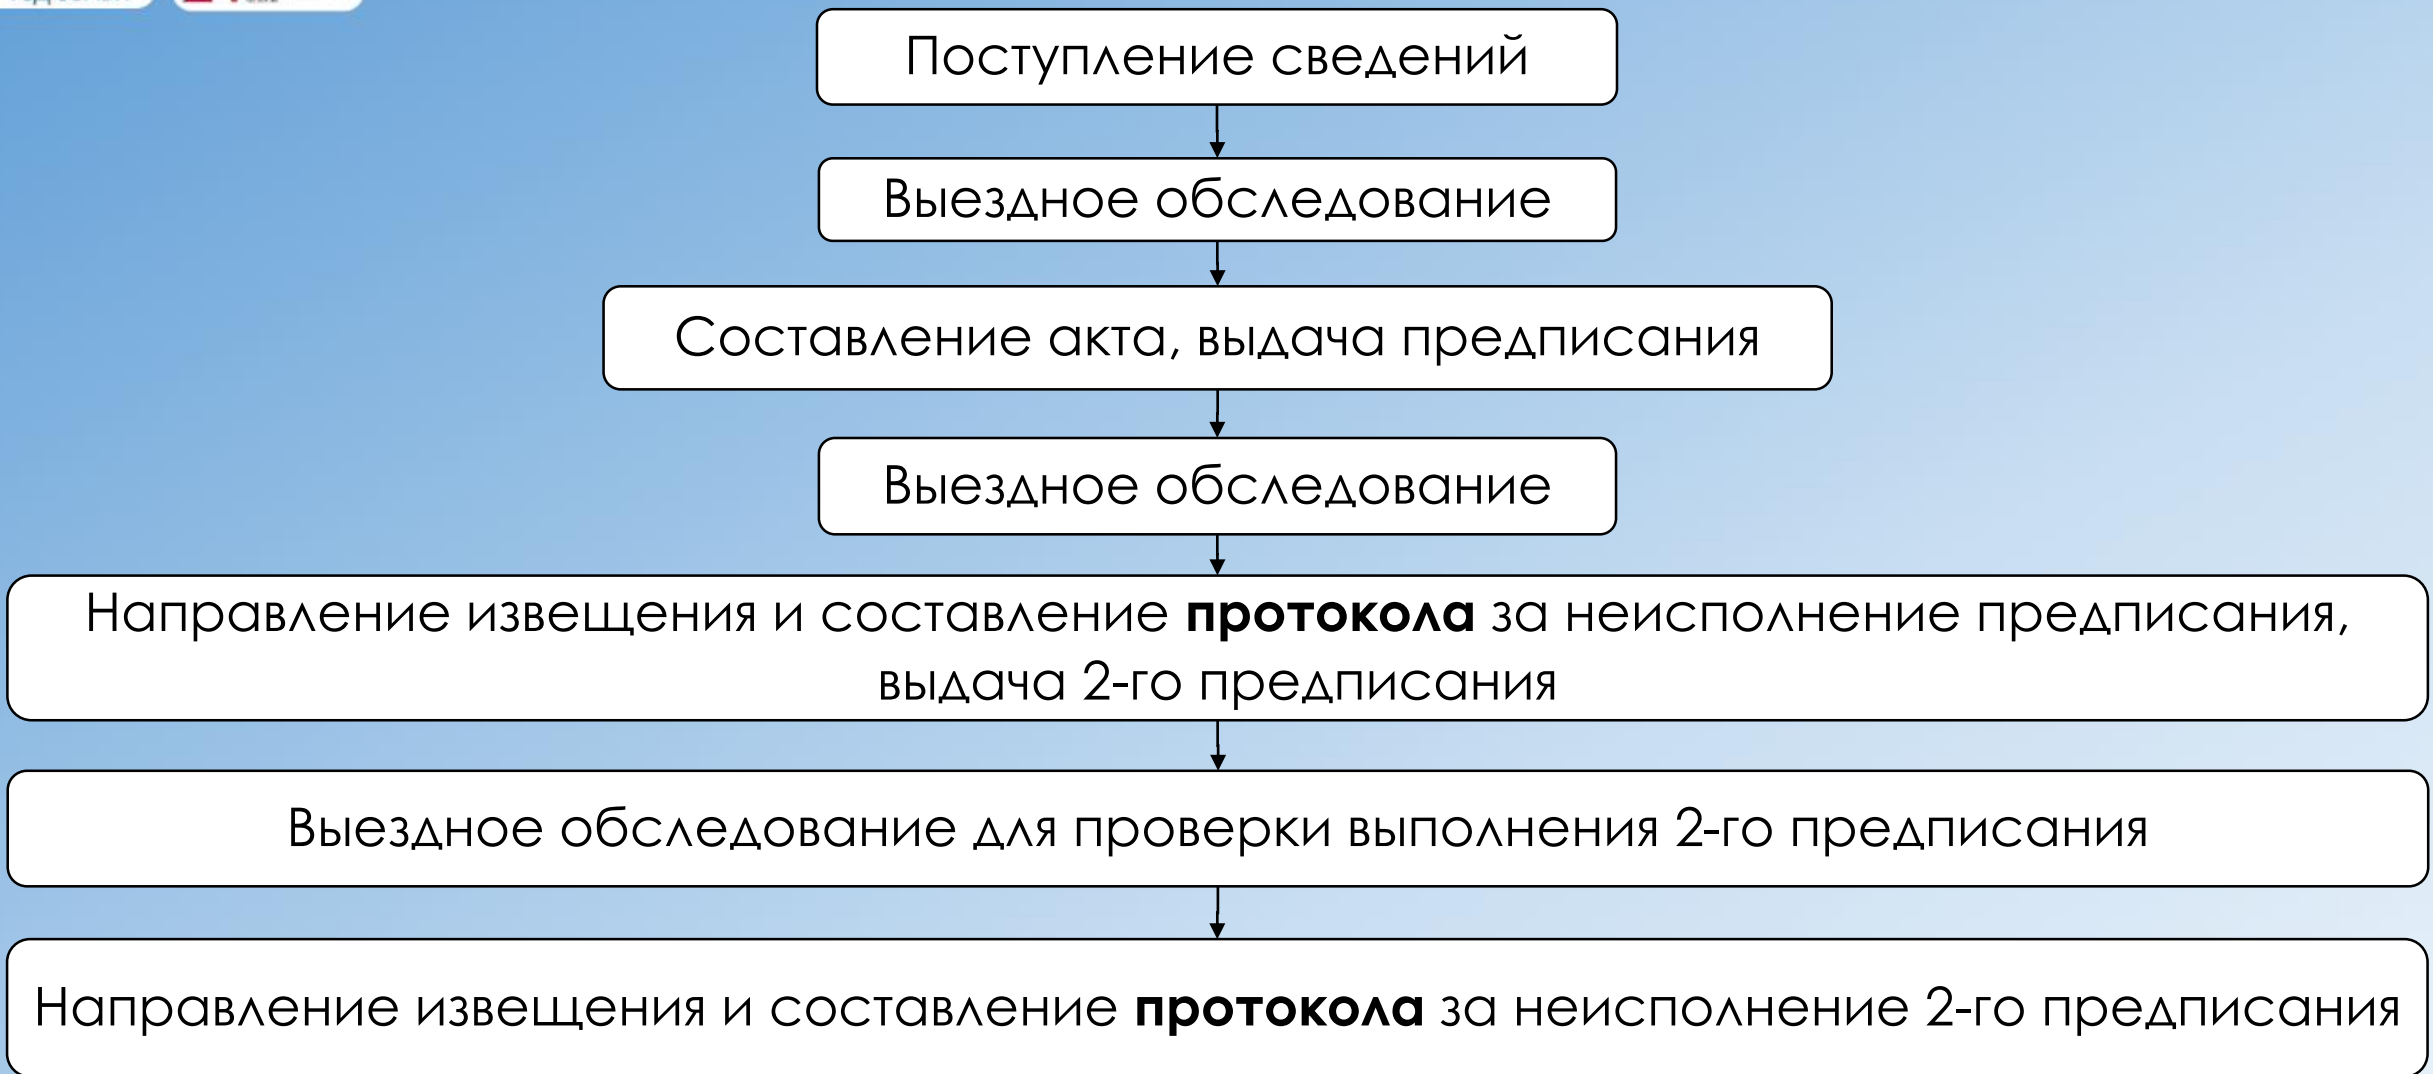 Поступление сведений
Выездное обследование
Составление акта, выдача предписания
Выездное обследование
Направление извещения и составление протокола за неисполнение предписания,
выдача 2-го предписания
Выездное обследование для проверки выполнения 2-го предписания
Направление извещения и составление протокола за неисполнение 2-го предписания